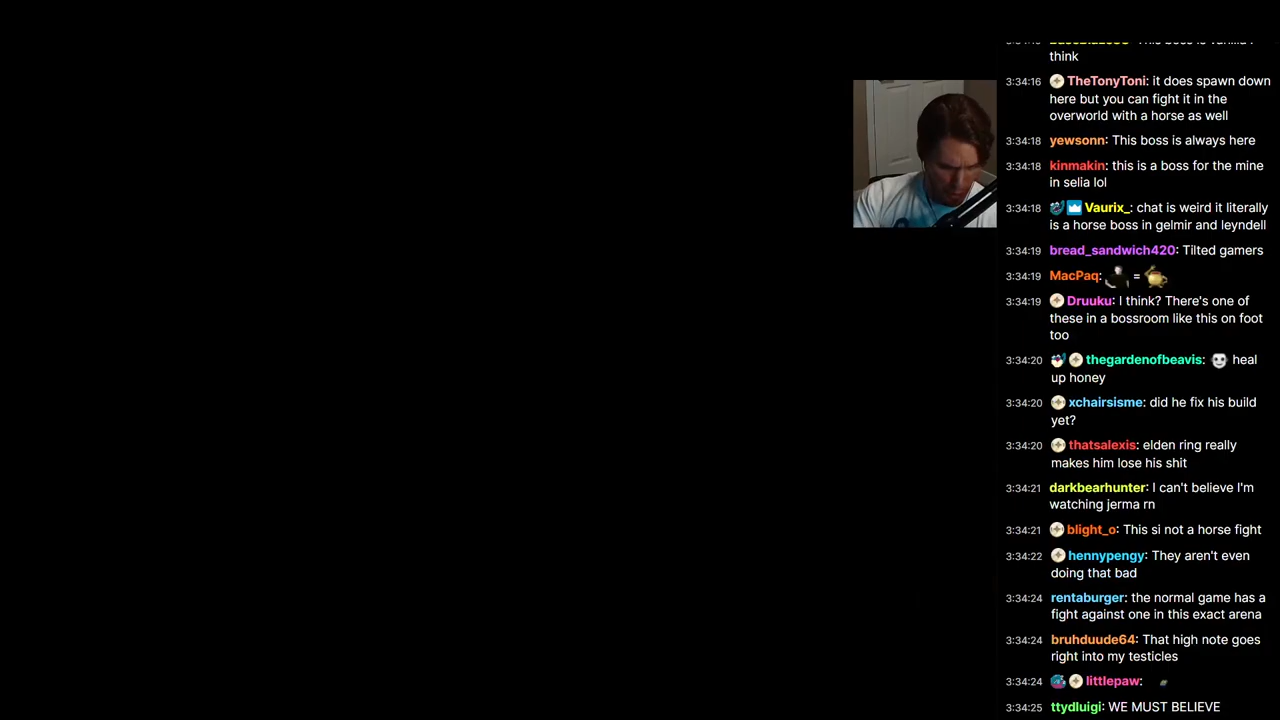 think
3:34:16 TheTonyToni: it does spawn down
here but you can fight it in the
overworld with a horse as well
3:34:18 yewsonn: This boss is always here
3:34:18 kinmakin: this is a boss for the mine
in selia lol
3:34:18 Vaurix_: chat is weird it literally
is a horse boss in gelmir and leyndell
3:34:19 bread_sandwich420: Tilted gamers
3:34:19 MacPaq: =
3:34:19 Druuku: I think? There's one of
these in a bossroom like this on foot
too
3:34:20 thegardenofbeavis: heal
up honey
3:34:20 xchairsisme: did he fix his build
yet?
3:34:20 thatsalexis: elden ring really
makes him lose his shit
3:34:21 darkbearhunter: I can't believe I'm
watching jerma rn
3:34:21 blight_o: This si not a horse fight
3:34:22 hennypengy: They aren't even
doing that bad
3:34:24 rentaburger: the normal game has a
fight against one in this exact arena
3:34:24 bruhduude64: That high note goes
right into my testicles
3:34:24 littlepaw:
3:34:25 ttydluigi: WE MUST BELIEVE